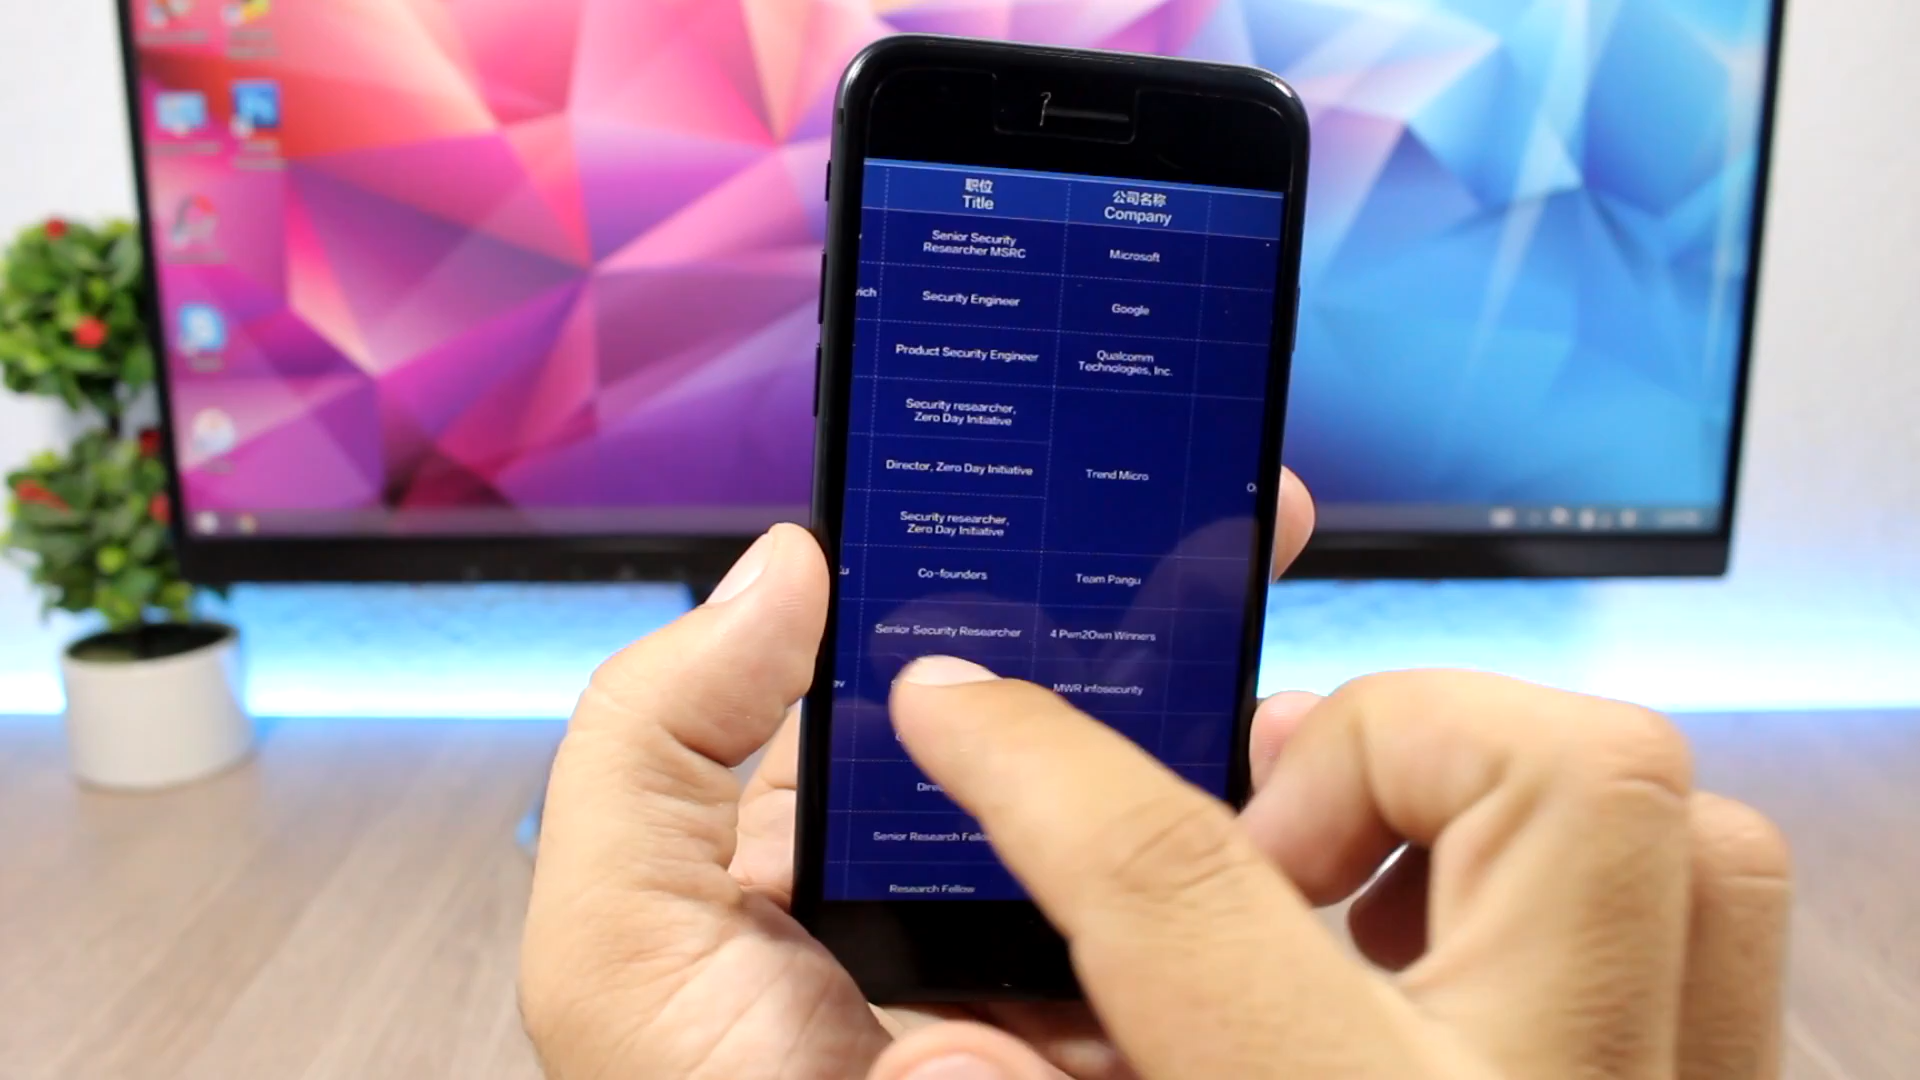 职位
Title
公司名称
Company
Senior Security
Researcher MSRC
Microsoft
Security Engineer
Google
Product Security Engineer
Qualcomm
Technologies, Inc.
Security researcher,
Zero Day Initiative
Director, Zero Day Initiative
Trend Micro
Security researcher,
Zero Day Initiative
Co-founders
Team Pangu
Senior Security Researcher
4 Pwn2Own Winners
MWR infosecurity
Senior Research
Research Fellow